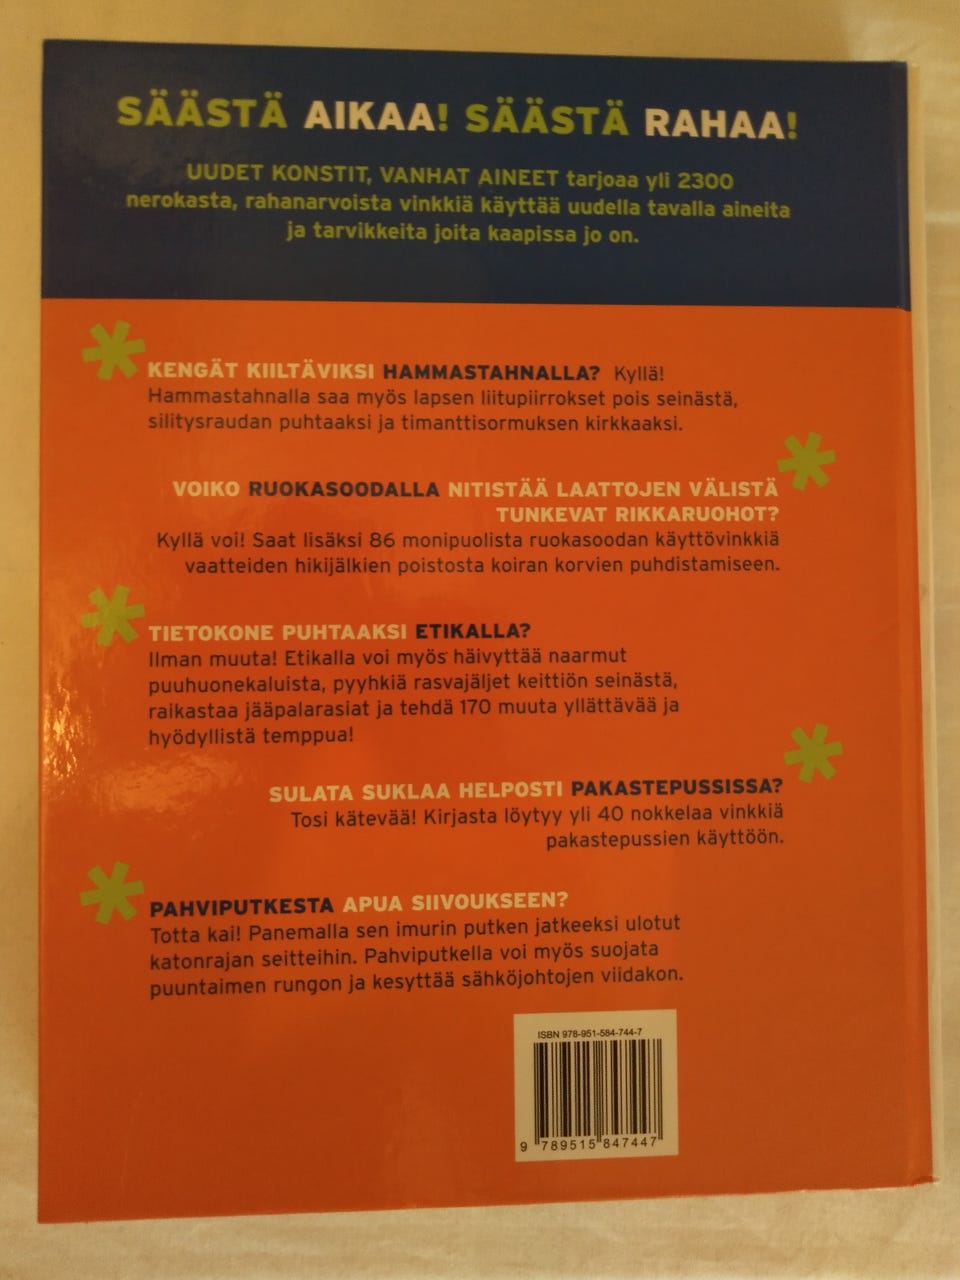 SÄÄSTÄ AIKAA! SÄÄSTÄ RAHAA!
UUDET KONSTIT, VANHAT AINEET tarjoaa yli 2300
nerokasta, rahanarvoista vinkkiä käyttää uudella tavalla aineita
ja tarvikkeita joita kaapissa jo on.
KENGÄT KIILTÄVIKSI HAMMASTAHNALLA? Kyllä!
Hammastahnalla saa myös lapsen liitupiirrokset pois seinästä,
silitysraudan puhtaaksi ja timanttisormuksen kirkkaaksi.
VOIKO RUOKASOODALLA NITISTÄÄ LAATTOJEN VÄLISTÄ
TUNKEVAT RIKKARUOHOT?
Kyllä voi! Saat lisäksi 86 monipuolista ruokasoodan käyttövinkkiä
vaatteiden hikijälkien poistosta koiran korvien puhdistamiseen.
TIETOKONE PUHTAAKSI ETIKALLA?
Ilman muuta! Etikalla voi myös häivyttää naarmut
puuhuonekaluista, pyyhkiä rasvajäljet keittiön seinästä,
raikastaa jääpalarasiat ja tehdä 170 muuta yllättävää ja
hyödyllistä temppua!
SULATA SUKLAA HELPOSTI PAKASTEPUSSISSA?
Tosi kätevää! Kirjasta löytyy yli 40 nokkelaa vinkkiä
pakastepussien käyttöön.
PAHVIPUTKESTA APUA SIIVOUKSEEN?
Totta kai! Panemalla sen imurin putken jatkeeksi ulotut
katonrajan seitteihin. Pahviputkella voi myös suojata
puuntaimen rungon ja kesyttää sähköjohtojen viidakon.
ISBN 978-951-584-744-7
9 789515 847447